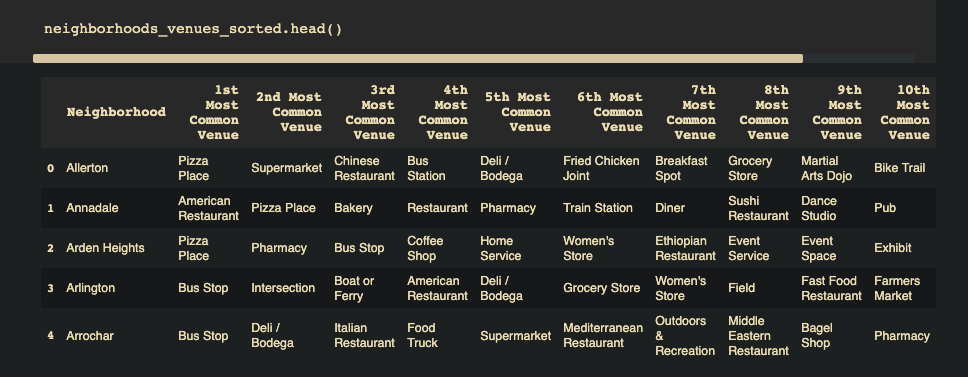 neighborhoods_venues_sorted.head()
Neighborhood 1st Most Common Venue 2nd Most Common Venue 3rd Most Common Venue 4th Most Common Venue 5th Most Common Venue 6th Most Common Venue 7th Most Common Venue 8th Most Common Venue 9th Most Common Venue 10th Most Common Venue
0 Allerton Pizza Place Supermarket Chinese Restaurant Bus Station Deli / Bodega Fried Chicken Joint Breakfast Spot Grocery Store Martial Arts Dojo Bike Trail
1 Annadale American Restaurant Pizza Place Bakery Restaurant Pharmacy Train Station Diner Sushi Restaurant Dance Studio Pub
2 Arden Heights Pizza Place Pharmacy Bus Stop Coffee Shop Home Service Women's Store Ethiopian Restaurant Event Service Event Space Exhibit
3 Arlington Bus Stop Intersection Boat or Ferry American Restaurant Deli / Bodega Grocery Store Women's Store Field Fast Food Restaurant Farmers Market
4 Arrochar Bus Stop Deli / Bodega Italian Restaurant Food Truck Supermarket Mediterranean Restaurant Outdoors & Recreation Middle Eastern Restaurant Bagel Shop Pharmacy